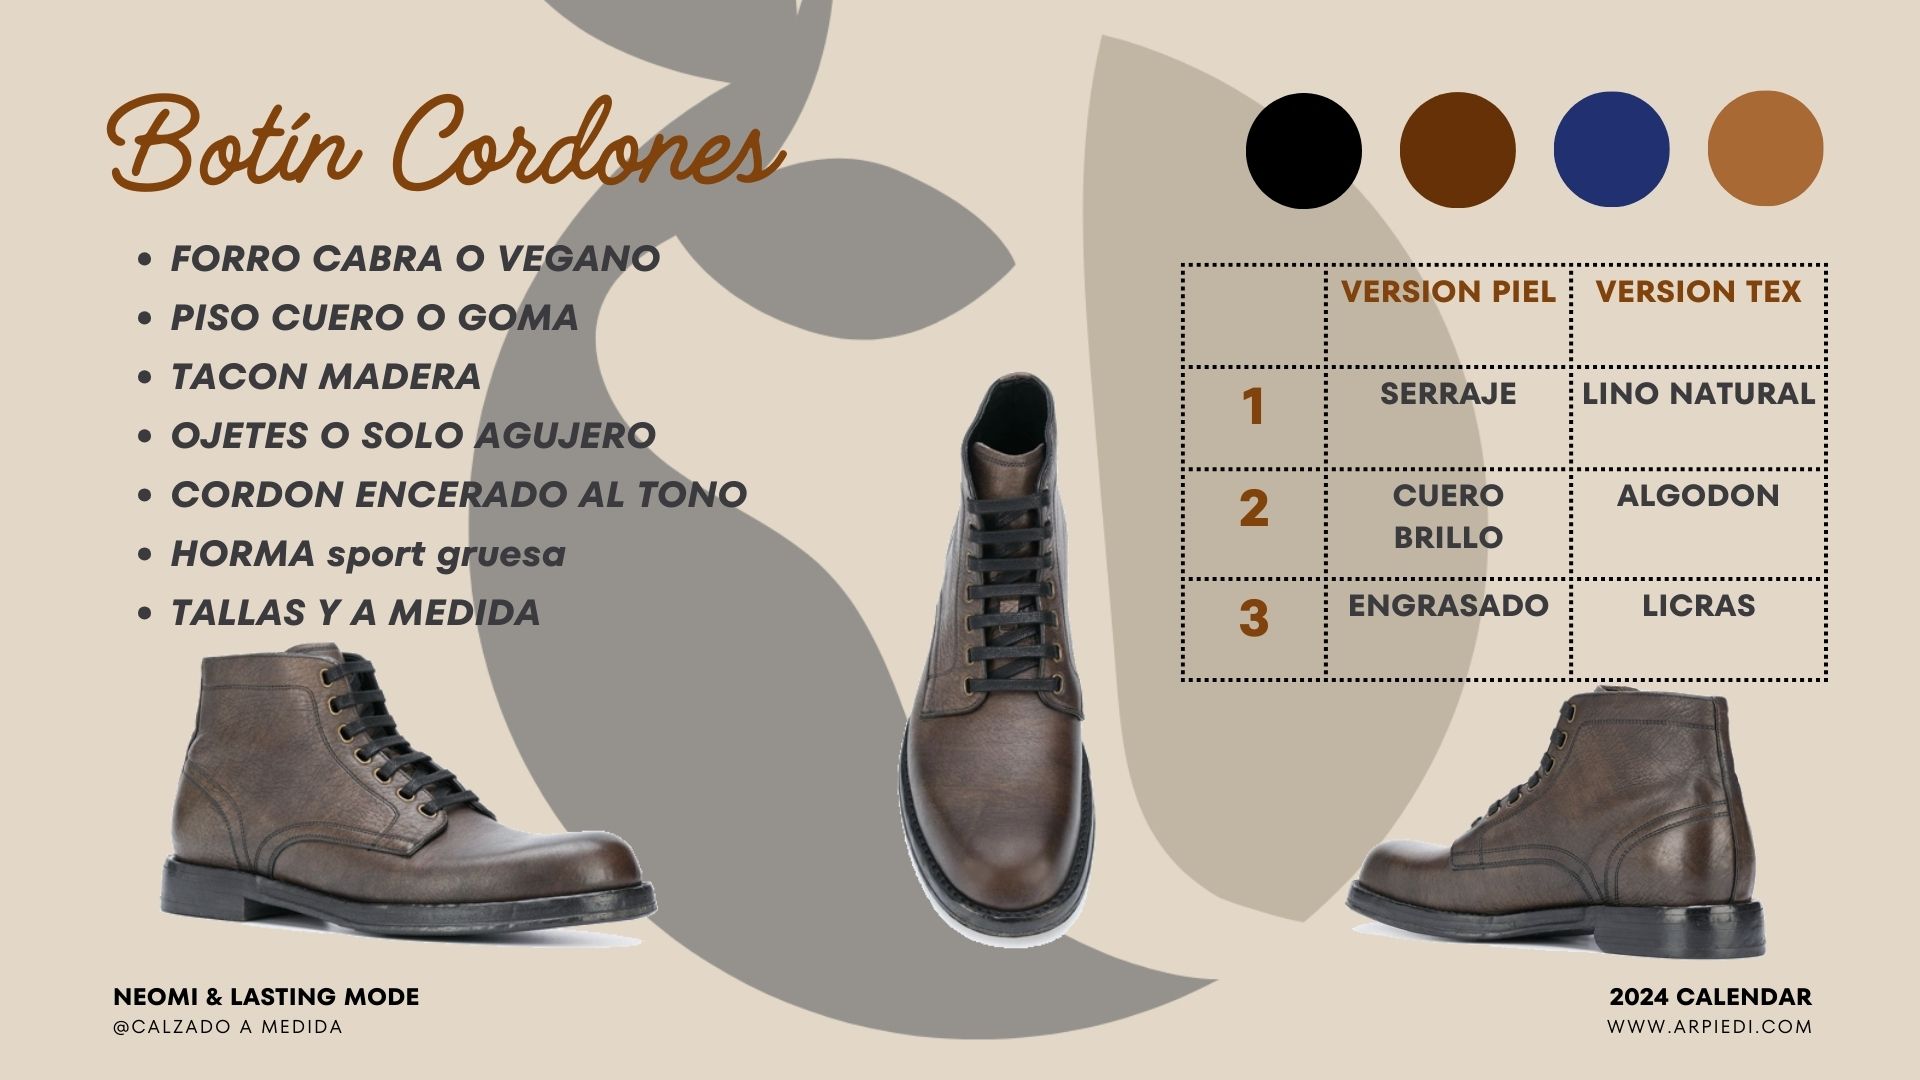 Botín Cordones
• FORRO CABRA O VEGANO
• PISO CUERO O GOMA
• TACON MADERA
• OJETES O SOLO AGUJERO
• CORDON ENCERADO AL TONO
• HORMA sport gruesa
• TALLAS Y A MEDIDA
VERSION PIEL VERSION TEX
1 SERRAJE LINO NATURAL
2 CUERO ALGODON
BRILLO
3 ENGRASADO LICRAS
NEOMI & LASTING MODE
@CALZADO A MEDIDA
2024 CALENDAR
WWW.ARPIEDI.COM